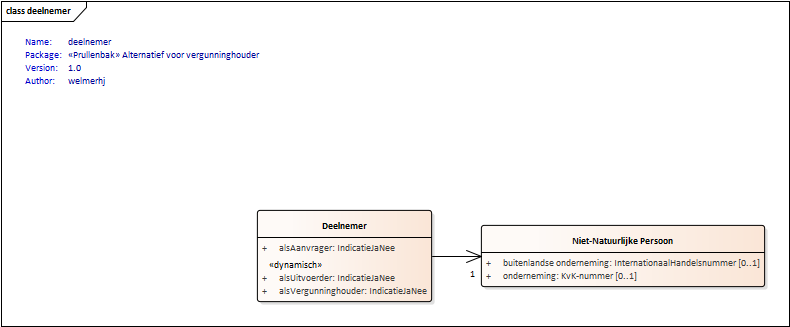 class deelnemer
Name: deelnemer
Package: «Prullenbak» Alternatief voor vergunninghouder
Version: 1.0
Author: welmerhj
Deelnemer
+ alsAanvrager: IndicatieJaNee
«dynamisch»
+ alsUitvoerder: IndicatieJaNee
+ alsVergunninghouder: IndicatieJaNee
1
Niet-Natuurlijke Persoon
+ buitenlandse onderneming: InternationaalHandelsnummer [0..1]
+ onderneming: KvK-nummer [0..1]